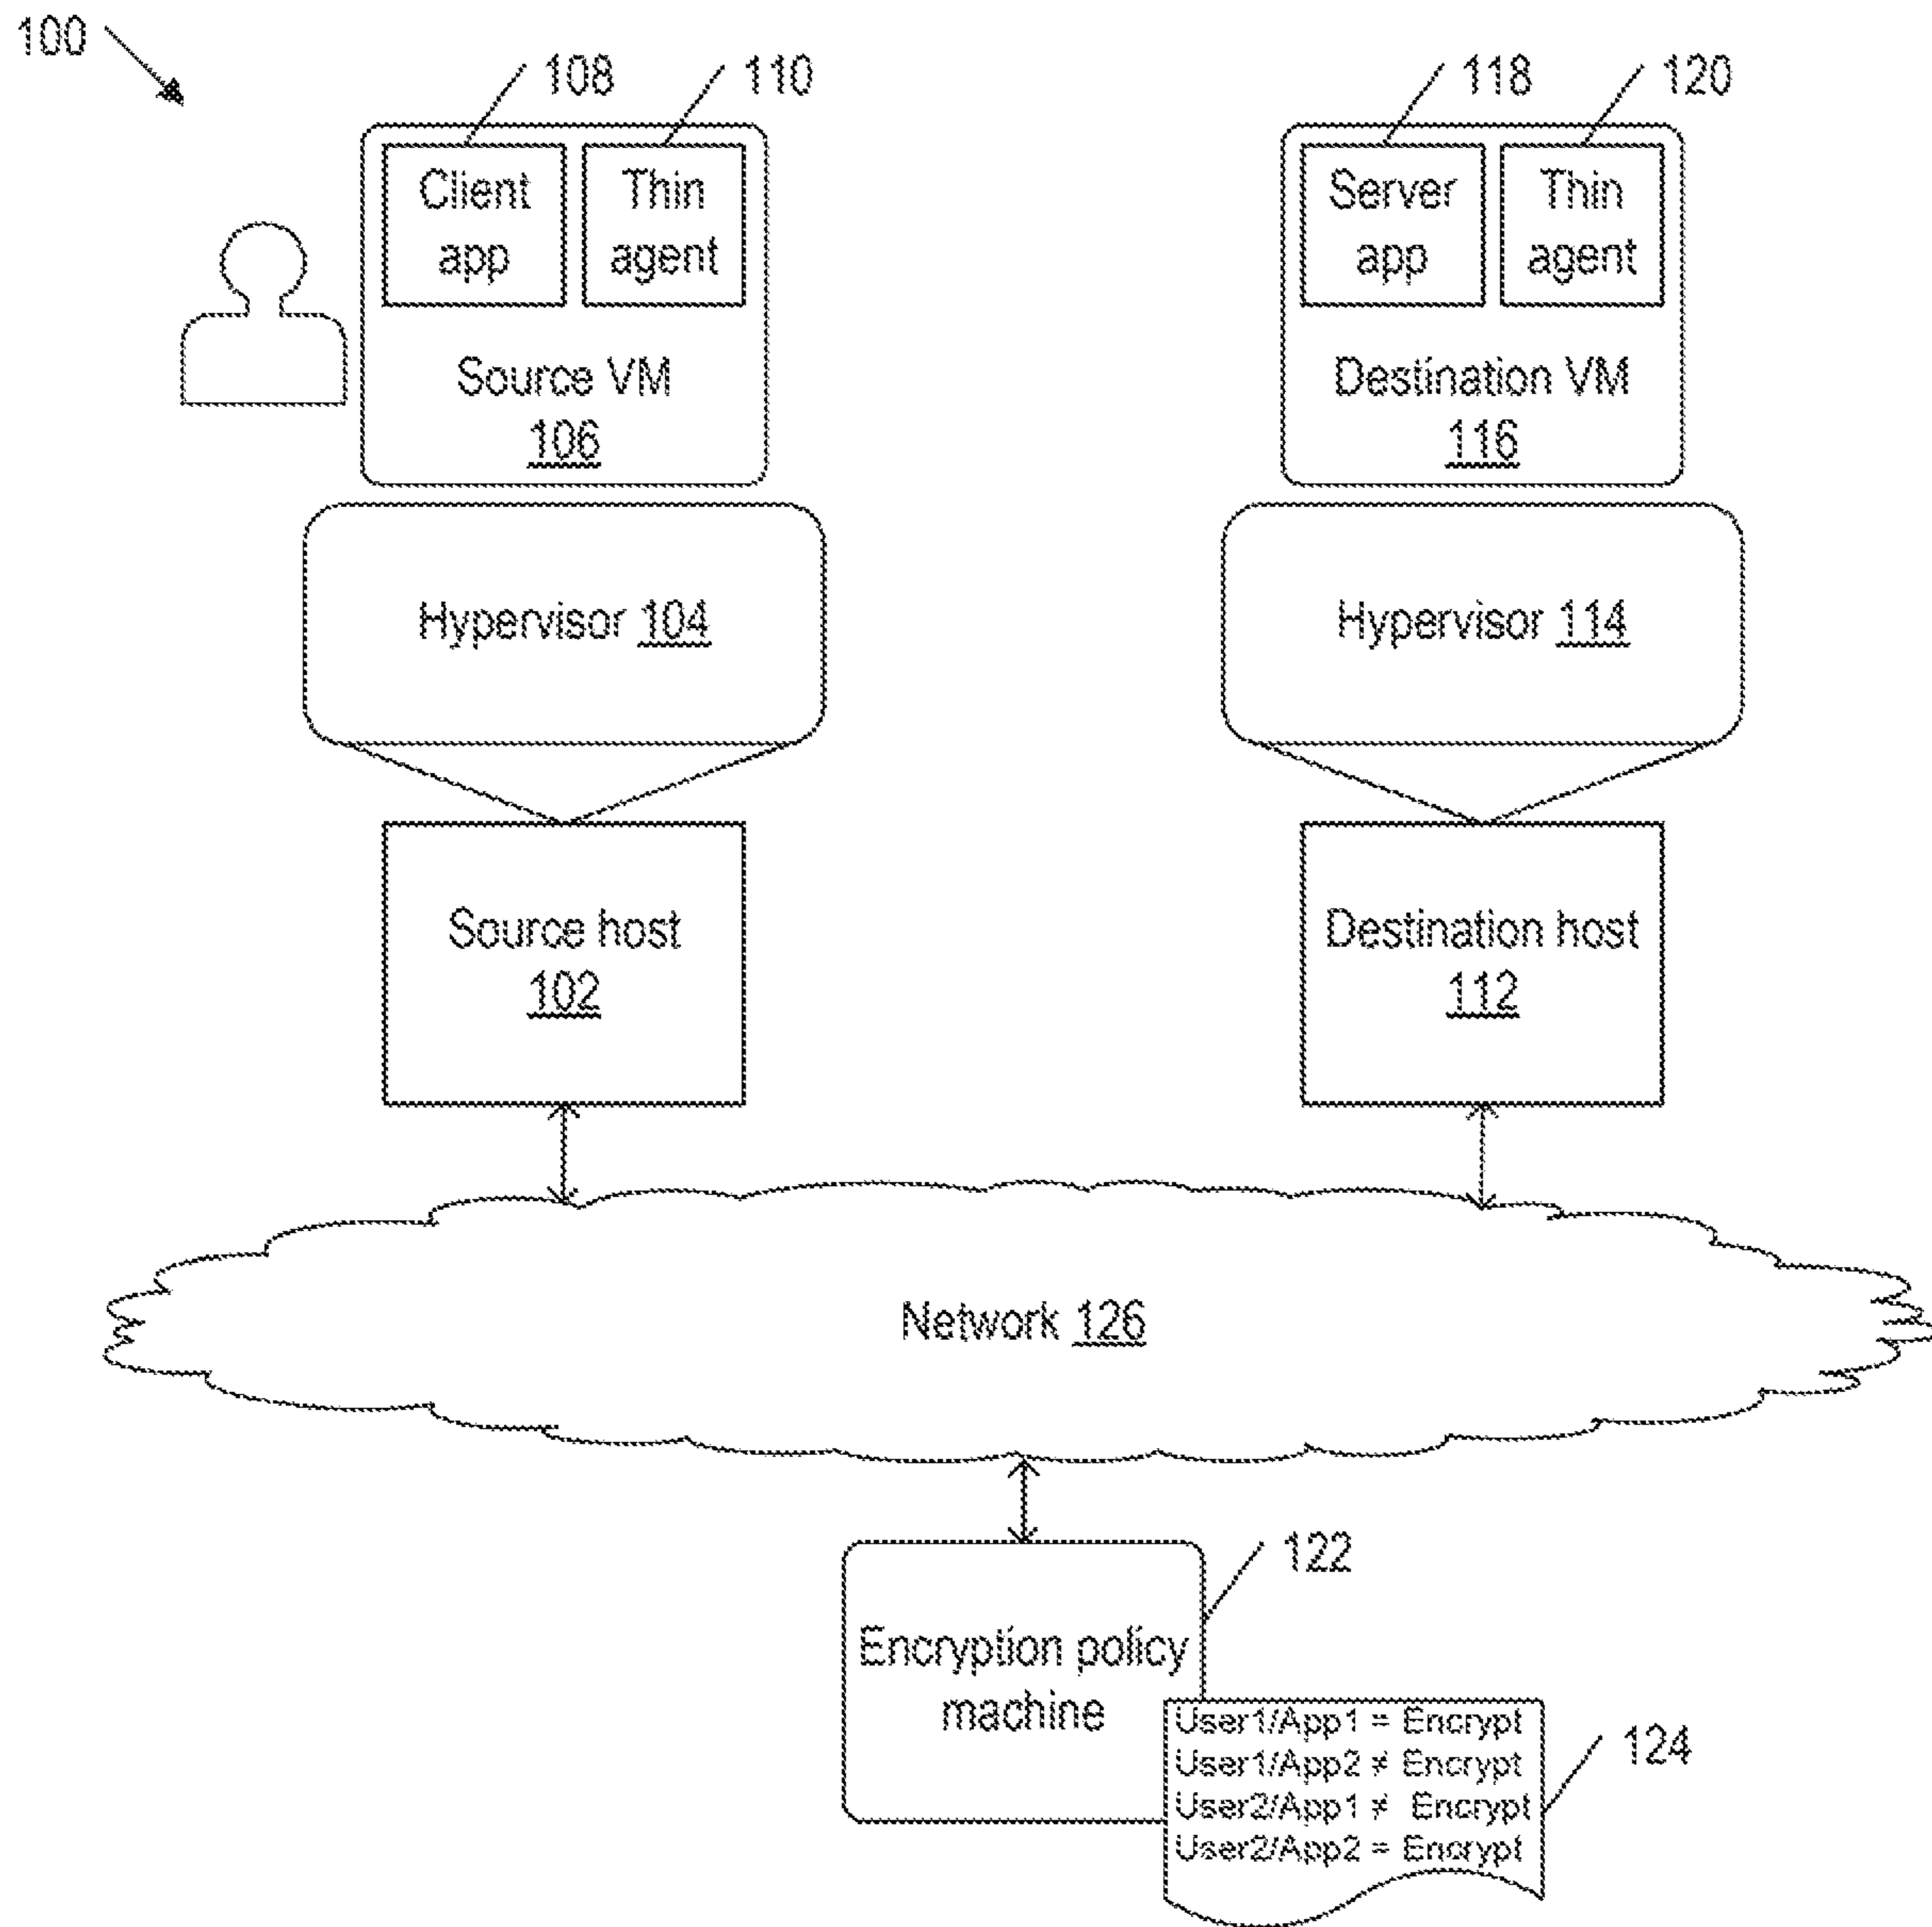 100
108
110
118
120
Client
app
Thin
agent
Server
app
Thin
agent
Source VM
106
Destination VM
116
Hypervisor 104
Hypervisor 114
Source host
102
Destination host
112
Network 126
122
Encryption policy
machine
User1/App1 = Encrypt
User1/App2 ≠ Encrypt
User2/App1 ≠ Encrypt
User2/App2 = Encrypt
124